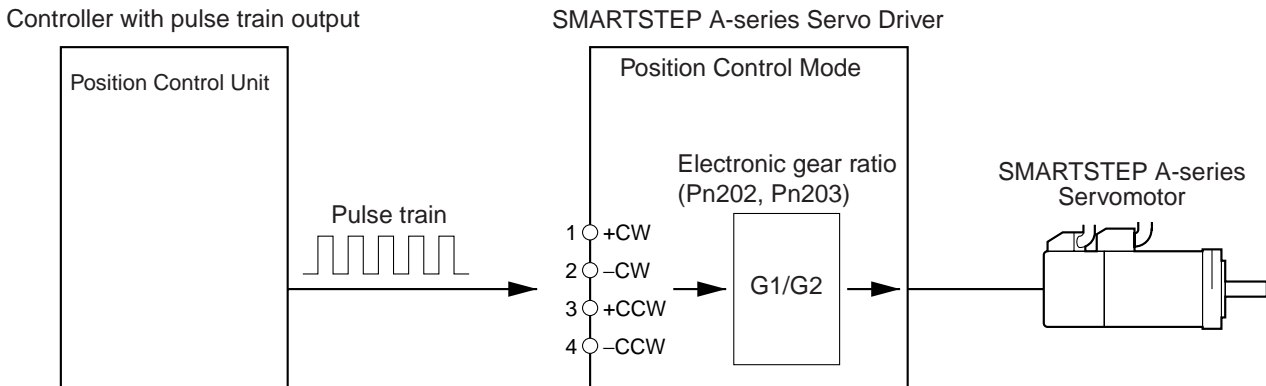 Controller with pulse train output
SMARTSTEP A-series Servo Driver
Position Control Unit
Position Control Mode
Electronic gear ratio
(Pn202, Pn203)
SMARTSTEP A-series
Servomotor
Pulse train
1 +CW
2 −CW
3 +CCW
4 −CCW
G1/G2